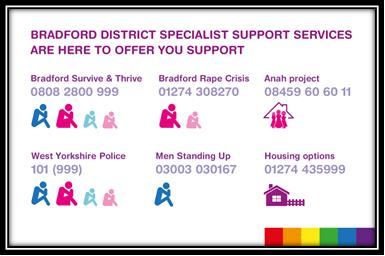 BRADFORD DISTRICT SPECIALIST SUPPORT SERVICES
ARE HERE TO OFFER YOU SUPPORT
Bradford Survive & Thrive
0808 2800 999
Bradford Rape Crisis
01274 308270
Anah project
08459 60 60 11
West Yorkshire Police
101 (999)
Men Standing Up
03003 030167
Housing options
01274 435999